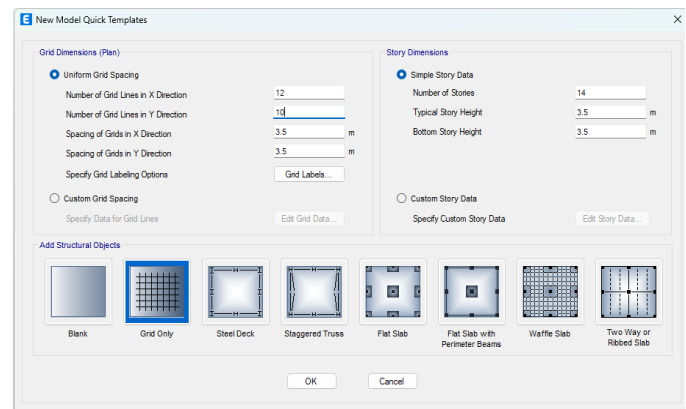 E New Model Quick Templates
Grid Dimensions (Plan)
Uniform Grid Spacing
Number of Grid Lines in X Direction 12
Number of Grid Lines in Y Direction 10
Spacing of Grids in X Direction 3.5 m
Spacing of Grids in Y Direction 3.5 m
Specify Grid Labeling Options Grid Labels...
Custom Grid Spacing
Specify Data for Grid Lines Edit Grid Data...
Story Dimensions
Simple Story Data
Number of Stories 14
Typical Story Height 3.5 m
Bottom Story Height 3.5 m
Custom Story Data
Specify Custom Story Data Edit Story Data...
Add Structural Objects
Blank
Grid Only
Steel Deck
Staggered Truss
Flat Slab
Flat Slab with
Perimeter Beams
Waffle Slab
Two Way or
Ribbed Slab
OK Cancel